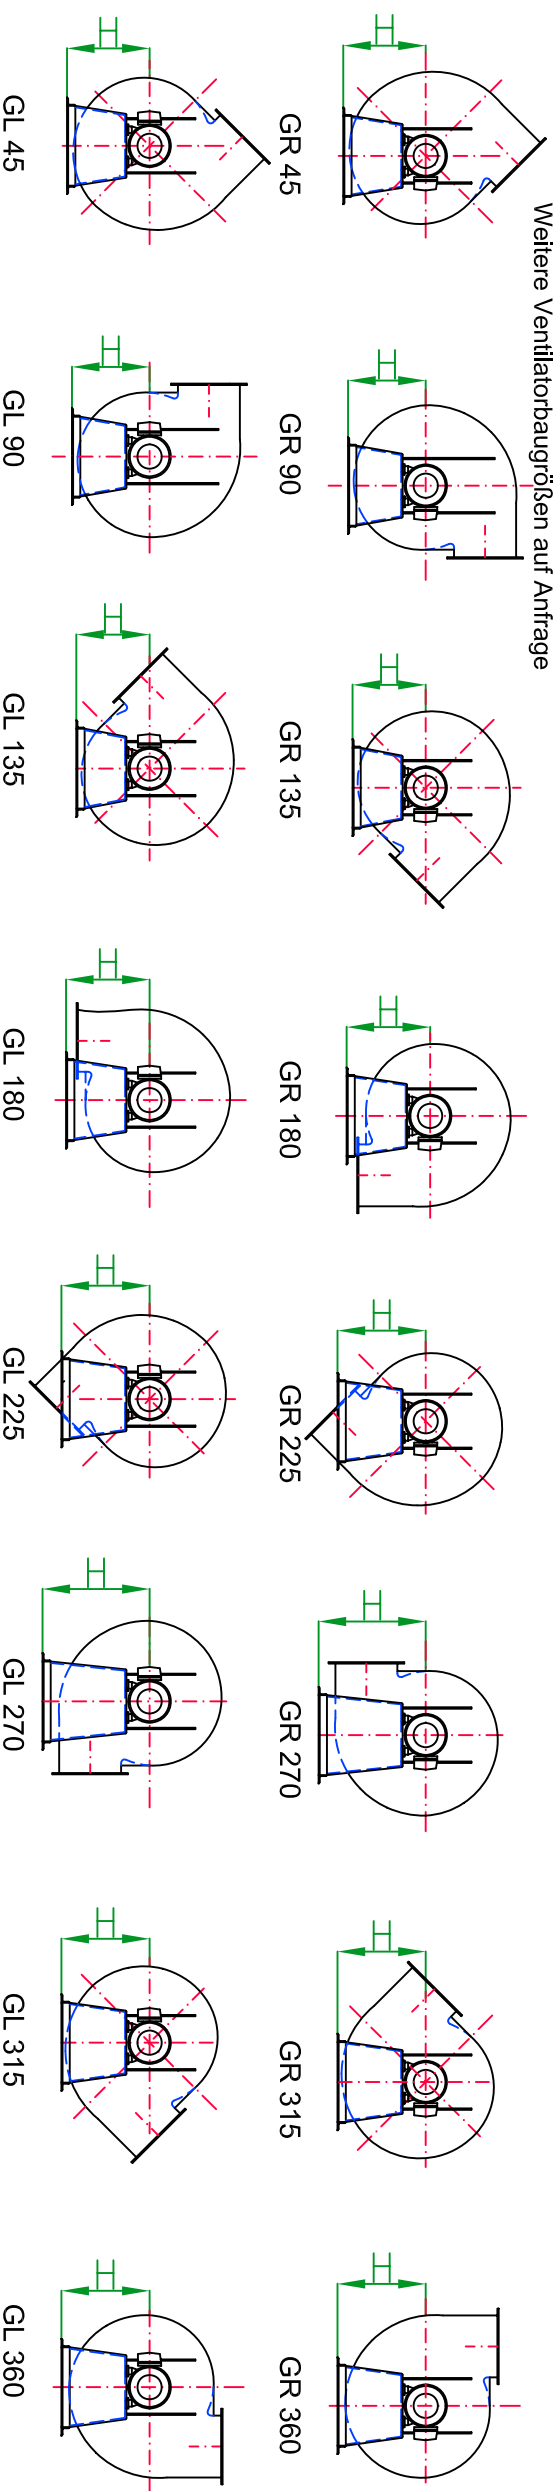 Weitere Ventilatorbaugrößen auf Anfrage
H H H H H H H H
GR 45 GR 90 GR 135 GR 180 GR 225 GR 270 GR 315 GR 360
H H H H H H H H
GL 45 GL 90 GL 135 GL 180 GL 225 GL 270 GL 315 GL 360